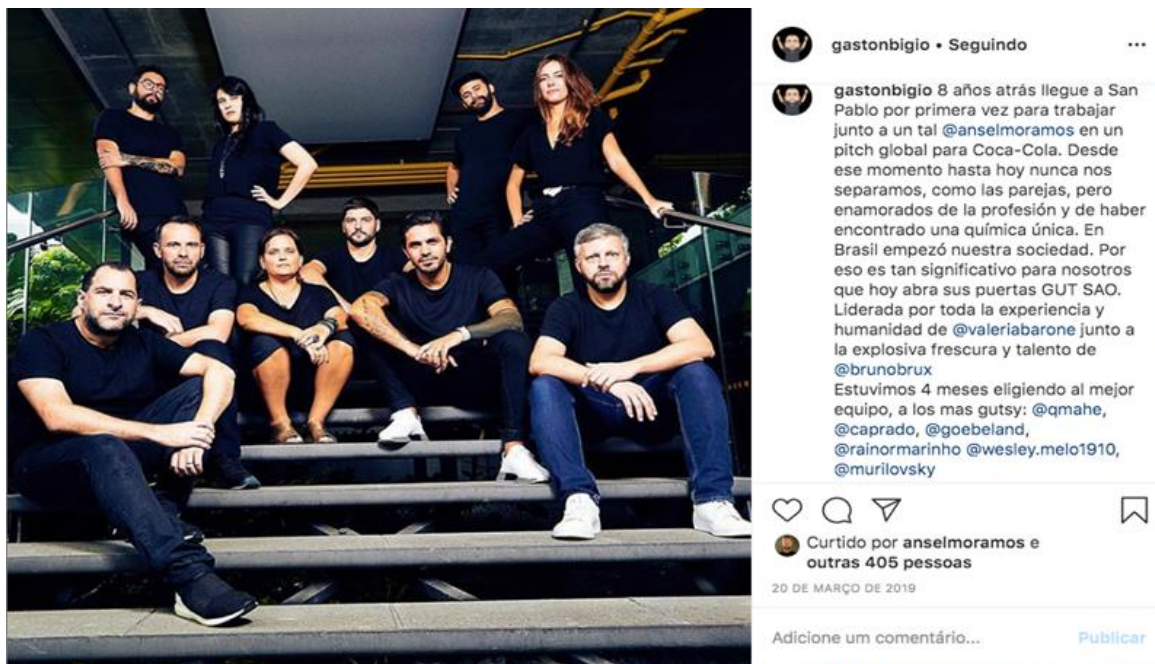 gastonbigio • Seguindo
gastonbigio 8 años atrás llegue a San
Pablo por primera vez para trabajar
junto a un tal @anselmoramos en un
pitch global para Coca-Cola. Desde
ese momento hasta hoy nunca nos
separamos, como las parejas, pero
enamorados de la profesión y de haber
encontrado una química única. En
Brasil empezó nuestra sociedad. Por
eso es tan significativo para nosotros
que hoy abra sus puertas GUT SAO.
Liderada por toda la experiencia y
humanidad de @valeriabarone junto a
la explosiva frescura y talento de
@brunobrux
Estuvimos 4 meses eligiendo al mejor
equipo, a los mas gutsy: @qmahe,
@caprado, @goebeland,
@rainormarinho @wesley.melo1910,
@murilovsky
Curtido por anselmoramos e
outras 405 pessoas
20 DE MARÇO DE 2019
Adicione um comentário... Publicar